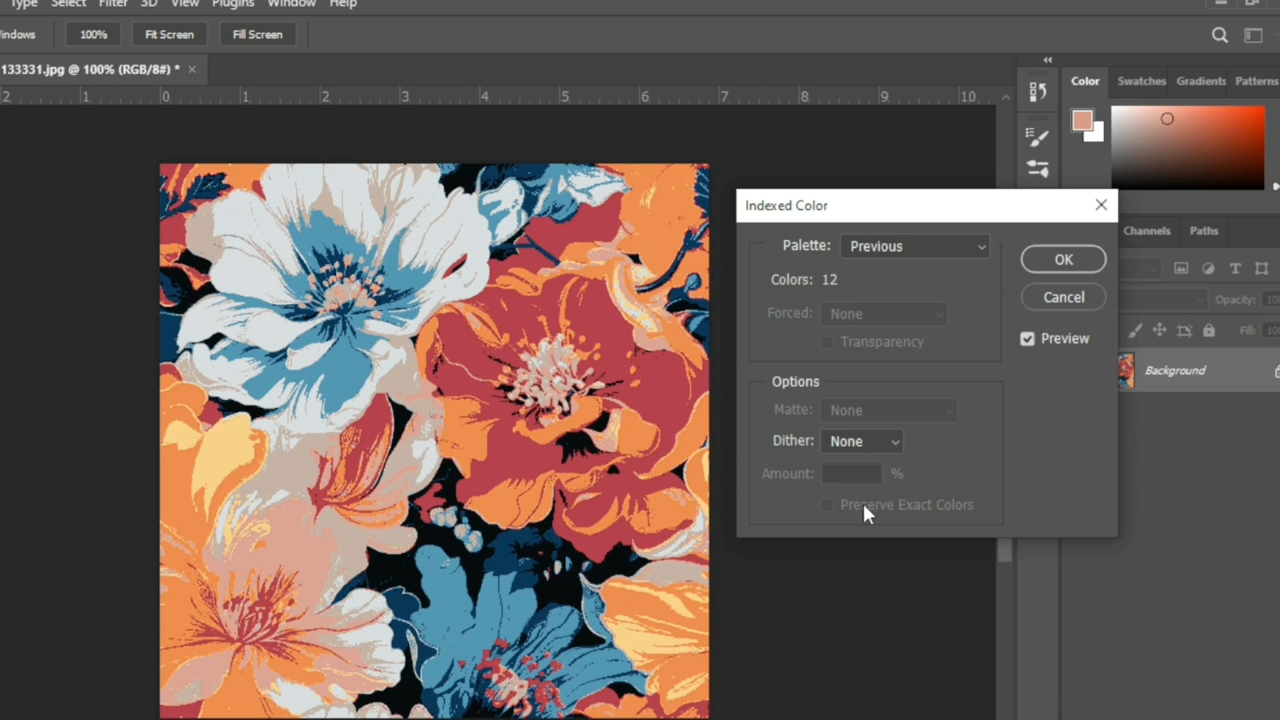 Type Select Filter 3D View Plugins Window Help
indows 100% Fit Screen Fill Screen
133331.jpg @ 100% (RGB/8#) * ×
2 1 0 1 2 3 4 5 6 7 8 9 10
Color Swatches Gradients Patterns
Indexed Color
Palette: Previous
OK
Colors: 12
Cancel
Forced: None
Preview
Transparency
Options
Matte: None
Dither: None
Amount: %
Preserve Exact Colors
Channels Paths
Opacity: 10
Fill: 10
Background